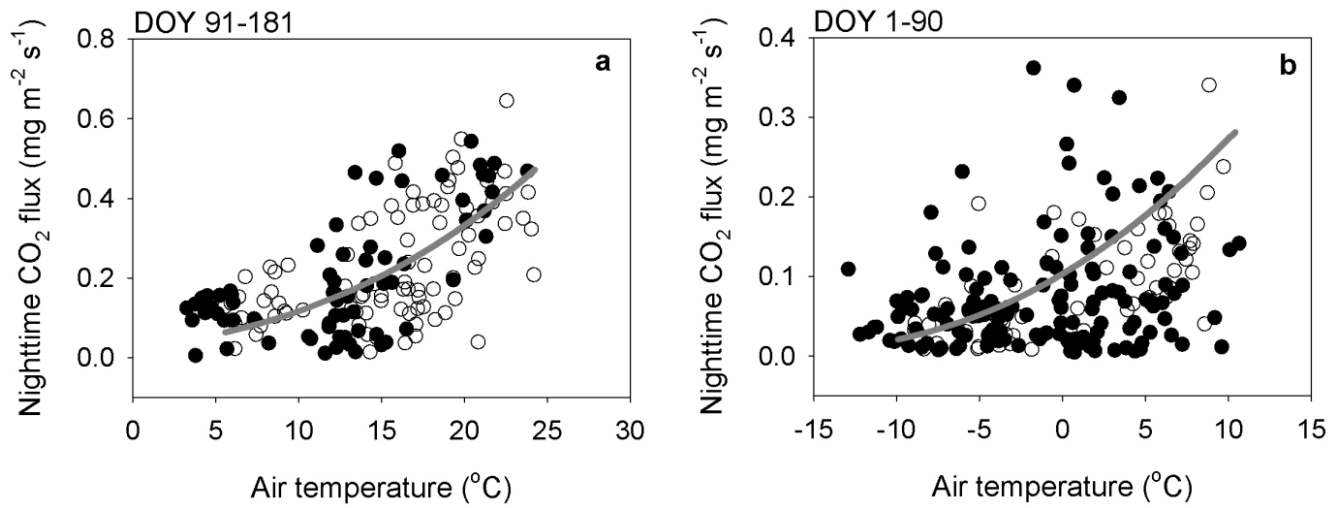 DOY 91-181
a
Nighttime CO₂ flux (mg m⁻² s⁻¹)
0.8
0.6
0.4
0.2
0.0
0 5 10 15 20 25 30
Air temperature (°C)
DOY 1-90
b
Nighttime CO₂ flux (mg m⁻² s⁻¹)
0.4
0.3
0.2
0.1
0.0
-15 -10 -5 0 5 10 15
Air temperature (°C)